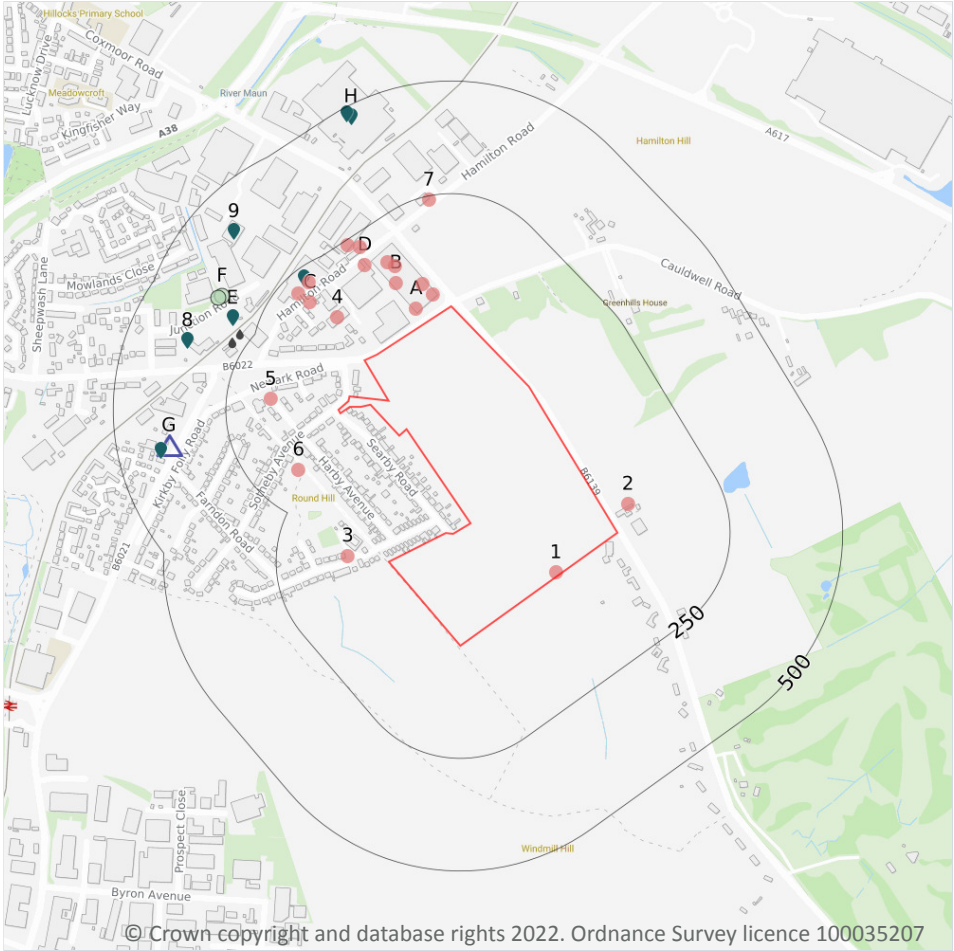 Hillocks Primary School
Coxmoor Road
Lucknow Drive
Meadowcroft
River Maun
Kingfisher Way
A38
H
Hamilton Road
Hamilton Hill
A617
7
9
D
B
F
C
A
Mowlands Close
Hamilton Road
Cauldwell Road
E
4
Greenhills House
Sheepwash Lane
Junction Ro
8
B6022
5
Newark Road
G
6
Searby Road
Sotheby Avenue
Harby Avenue
Kirkby Folly Road
B6139
2
Round Hill
Farndon Road
3
1
B6021
250
500
Prospect Close
Windmill Hill
Byron Avenue
© Crown copyright and database rights 2022. Ordnance Survey licence 100035207